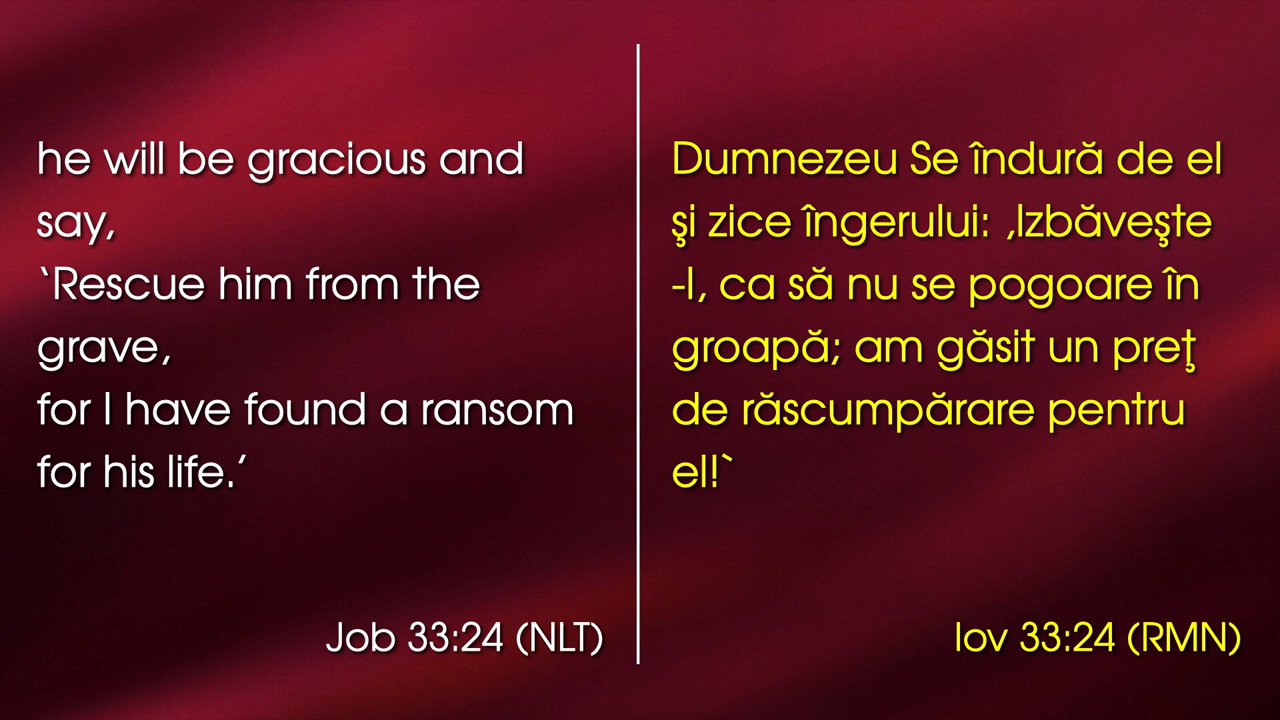 he will be gracious and
say,
‘Rescue him from the
grave,
for I have found a ransom
for his life.’
Job 33:24 (NLT)
Dumnezeu Se îndură de el
şi zice îngerului: ,Izbăveşte
-l, ca să nu se pogoare în
groapă; am găsit un preţ
de răscumpărare pentru
el!`
Iov 33:24 (RMN)